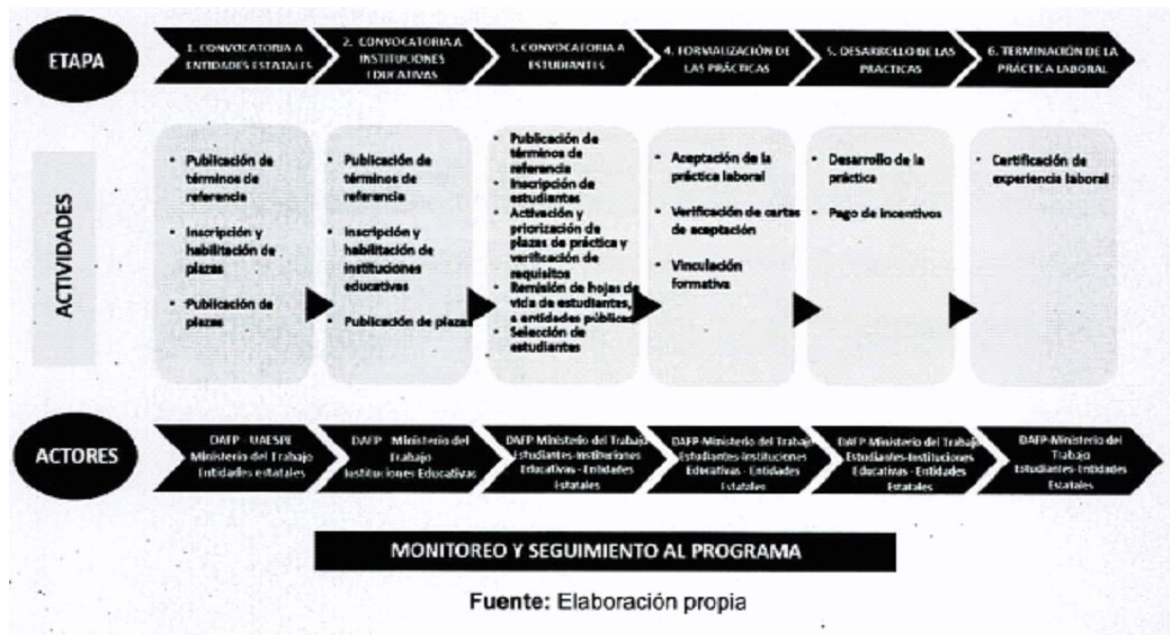 ETAPA
1. CONVOCATORIA A
ENTIDADES ESTATALES
2. CONVOCATORIA A
INSTITUCIONES
EDUCATIVAS
3. CONVOCATORIA A
ESTUDIANTES
4. FORMALIZACIÓN DE
LAS PRÁCTICAS
5. DESARROLLO DE LAS
PRACTICAS
6. TERMINACIÓN DE LA
PRÁCTICA LABORAL
ACTIVIDADES
• Publicación de
términos de
referencia
• Inscripción y
habilitación de
plazas
• Publicación de
plazas
• Publicación de
términos de
referencia
• Inscripción y
habilitación de
instituciones
educativas
• Publicación de plazas
• Publicación de
términos de
referencia
• Inscripción de
estudiantes
• Activación y
priorización de
plazas de práctica y
verificación de
requisitos
• Remisión de hojas de
vida de estudiantes,
a entidades públicas
• Selección de
estudiantes
• Aceptación de la
práctica laboral
• Verificación de cartas
de aceptación
• Vinculación
formativa
• Desarrollo de la
práctica
• Pago de incentivos
• Certificación de
experiencia laboral
ACTORES
DAFP - UAESPE
Ministerio del Trabajo
Entidades estatales
DAFP - Ministerio del
Trabajo
Instituciones Educativas
DAFP-Ministerio del Trabajo
Estudiantes-Instituciones
Educativas - Entidades
Estatales
DAFP-Ministerio del Trabajo
Estudiantes-Instituciones
Educativas - Entidades
Estatales
DAFP-Ministerio del Trabajo
Estudiantes-Instituciones
Educativas - Entidades
Estatales
DAFP-Ministerio del
Trabajo
Estudiantes-Entidades
Estatales
MONITOREO Y SEGUIMIENTO AL PROGRAMA
Fuente: Elaboración propia